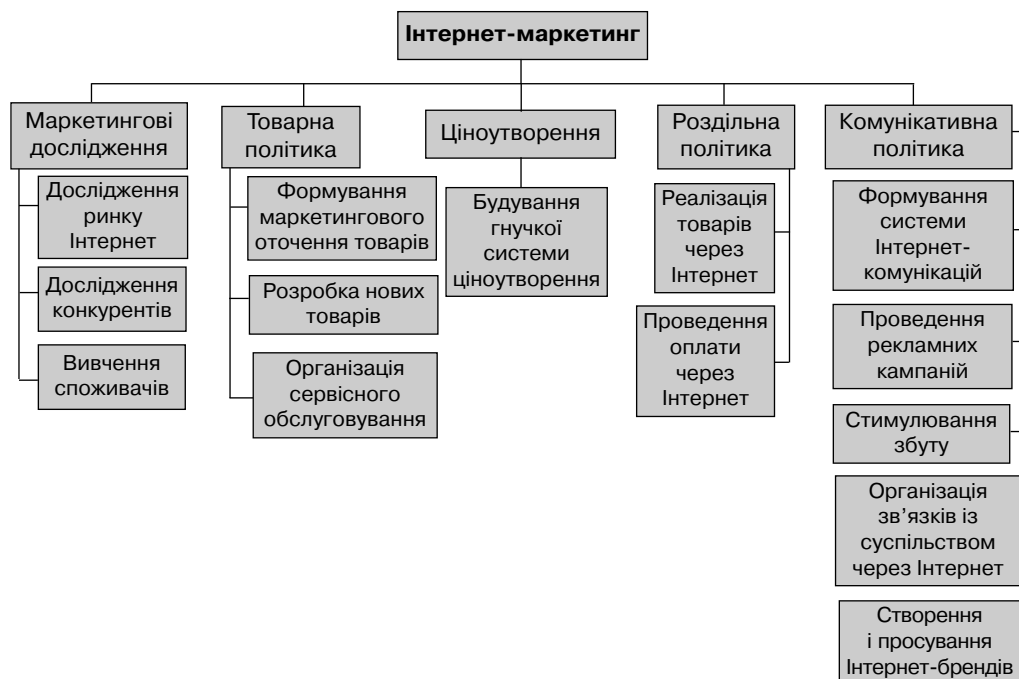 Інтернет-маркетинг
Маркетингові
дослідження
Дослідження
ринку
Інтернет
Дослідження
конкурентів
Вивчення
споживачів
Товарна
політика
Формування
маркетингового
оточення товарів
Розробка нових
товарів
Організація
сервісного
обслуговування
Ціноутворення
Будування
гнучкої
системи
ціноутворення
Роздільна
політика
Реалізація
товарів
через
Інтернет
Проведення
оплати
через
Інтернет
Комунікативна
політика
Формування
системи
Інтернет-
комунікацій
Проведення
рекламних
кампаній
Стимулювання
збуту
Організація
зв’язків із
суспільством
через Інтернет
Створення
і просування
Інтернет-брендів